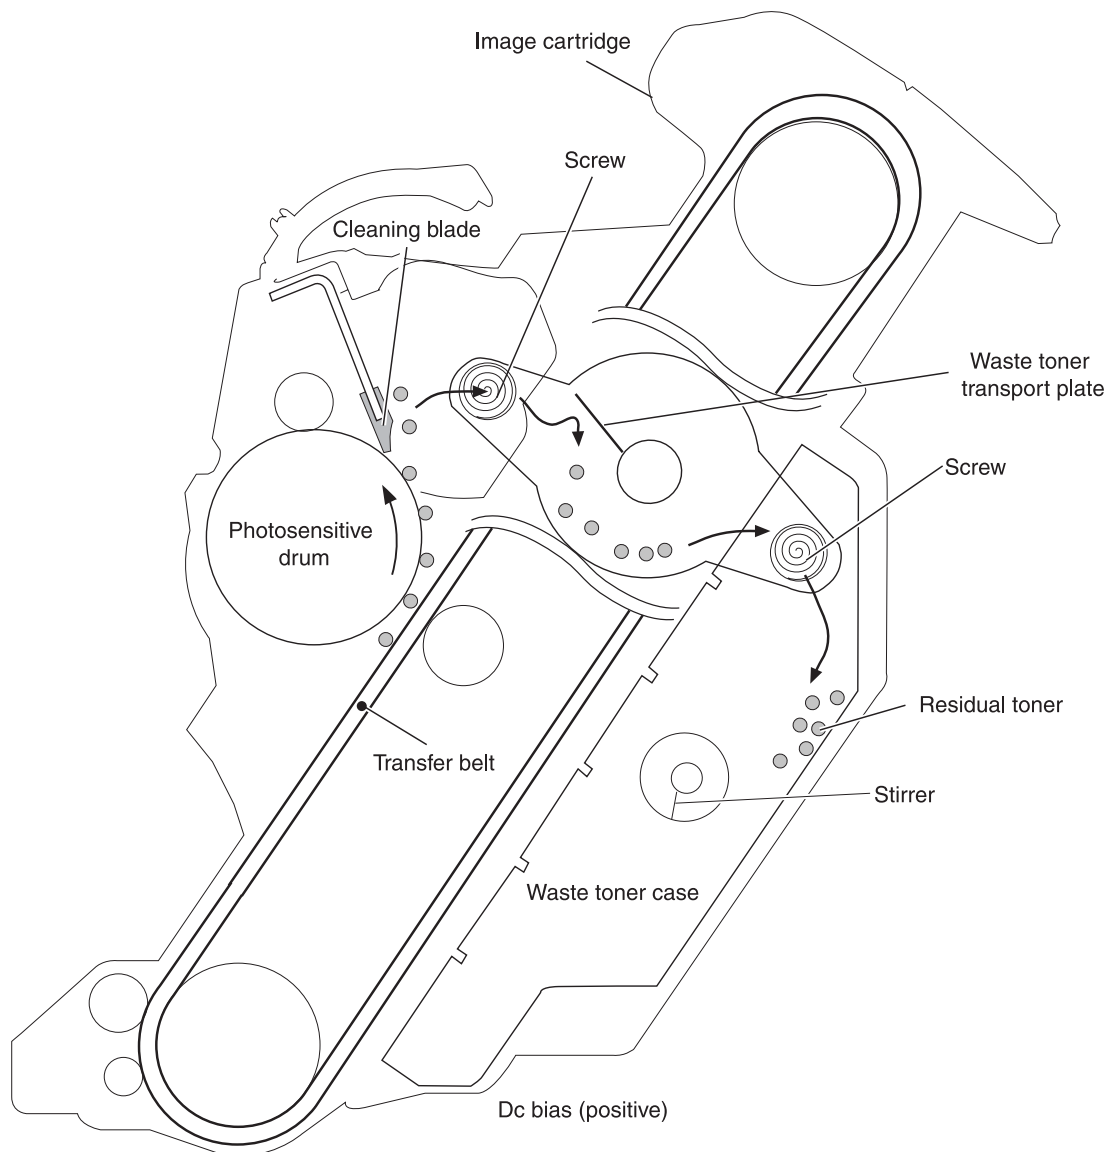 Image cartridge
Screw
Cleaning blade
Waste toner
transport plate
Screw
Photosensitive
drum
Residual toner
Transfer belt
Stirrer
Waste toner case
Dc bias (positive)